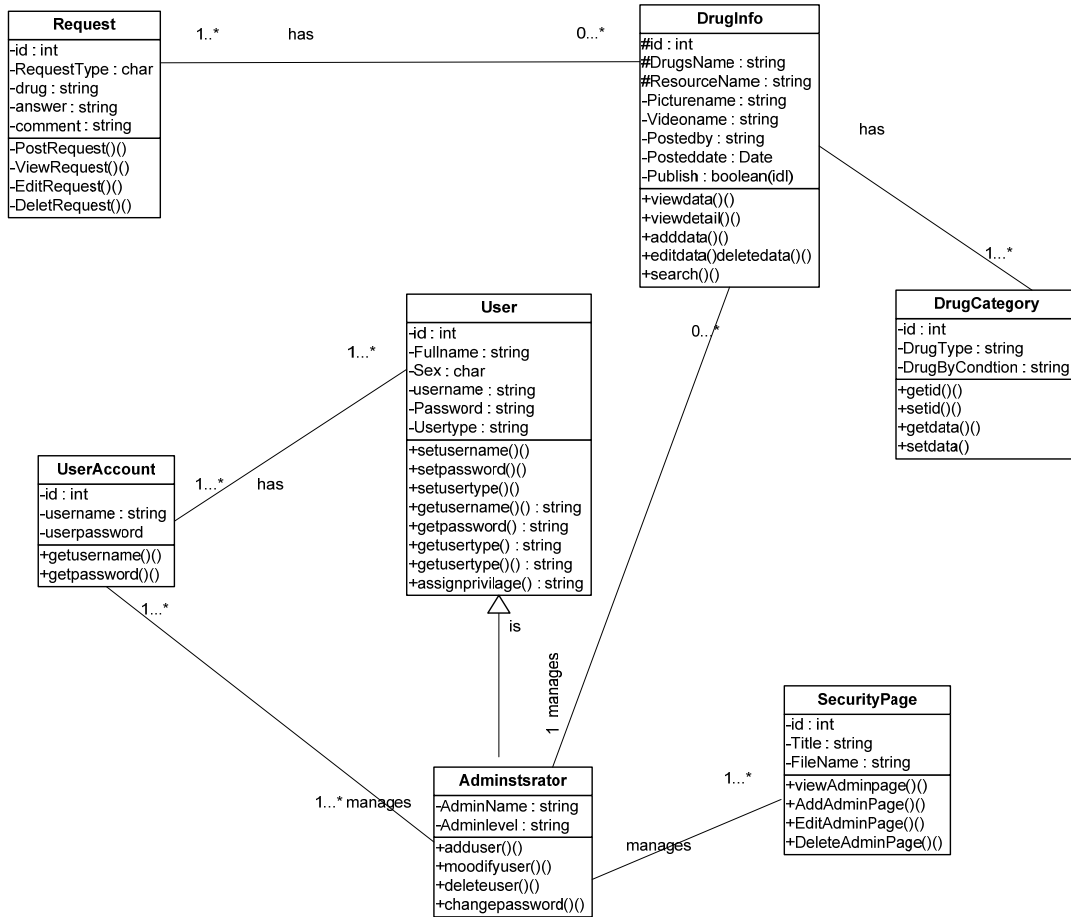 Request
-id : int
-RequestType : char
-drug : string
-answer : string
-comment : string
-PostRequest()()
-ViewRequest()()
-EditRequest()()
-DeletRequest()()
1..*
has
0...*
DrugInfo
#id : int
#DrugsName : string
#ResourceName : string
-Picturename : string
-Videoname : string
-Postedby : string
-Posteddate : Date
-Publish : boolean(idl)
+viewdata()()
+viewdetail()()
+adddata()()
+editdata()deletedata()()
+search()()
has
1...*
DrugCategory
-id : int
-DrugType : string
-DrugByCondtion : string
+getid()()
+setid()()
+getdata()()
+setdata()
0...*
User
-id : int
-Fullname : string
-Sex : char
-username : string
-Password : string
-Usertype : string
+setusername()()
+setpassword()()
+setusertype()()
+getusername()() : string
+getpassword() : string
+getusertype() : string
+getusertype()() : string
+assignprivilage() : string
1...*
1...*
has
UserAccount
-id : int
-username : string
-userpassword
+getusername()()
+getpassword()()
1...*
is
1 manages
SecurityPage
-id : int
-Title : string
-FileName : string
+viewAdminpage()()
+AddAdminPage()()
+EditAdminPage()()
+DeleteAdminPage()()
1...*
manages
1...* manages
Adminstsrator
-AdminName : string
-Adminlevel : string
+adduser()()
+moodifyuser()()
+deleteuser()()
+changepassword()()